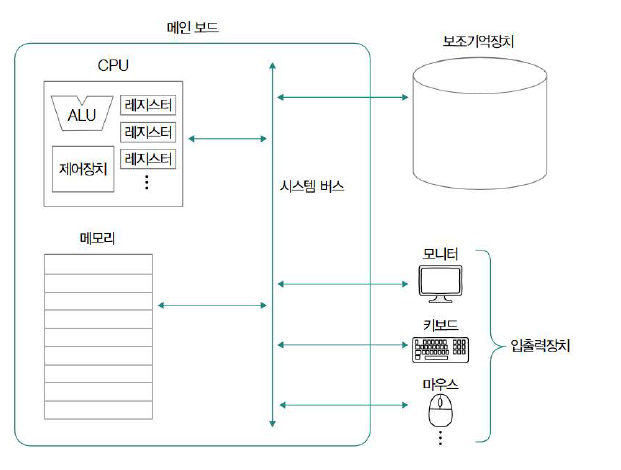 메인 보드
보조기억장치
CPU
ALU
레지스터
레지스터
레지스터
제어장치
시스템 버스
메모리
모니터
키보드
입출력장치
마우스